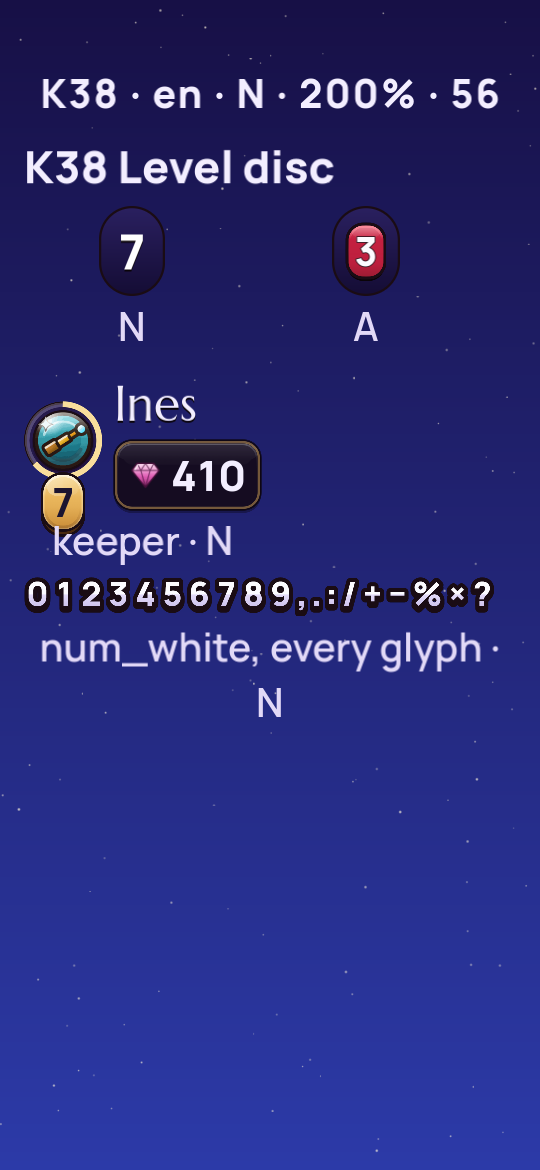 K38 · en · N · 200% · 56
K38 Level disc
7 3
N A
Ines
410
7
keeper · N
0123456789,.:/+−%×?
num_white, every glyph ·
N